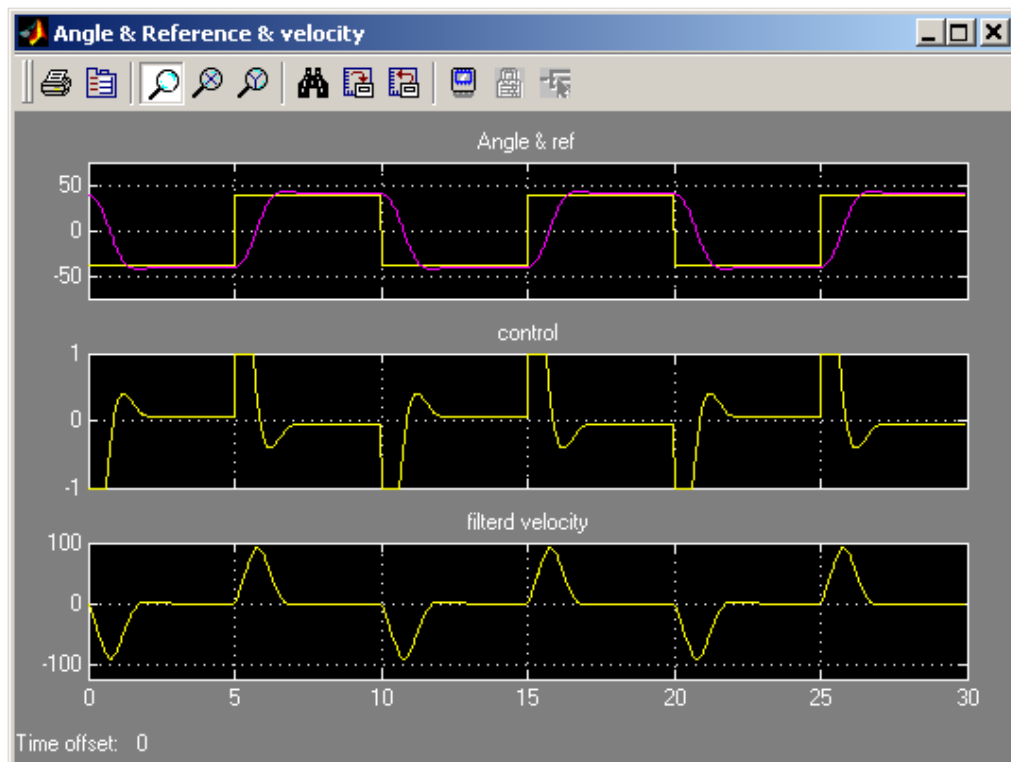 Angle & Reference & velocity
Angle & ref
50
0
-50
control
1
0
-1
filterd velocity
100
0
-100
0 5 10 15 20 25 30
Time offset: 0